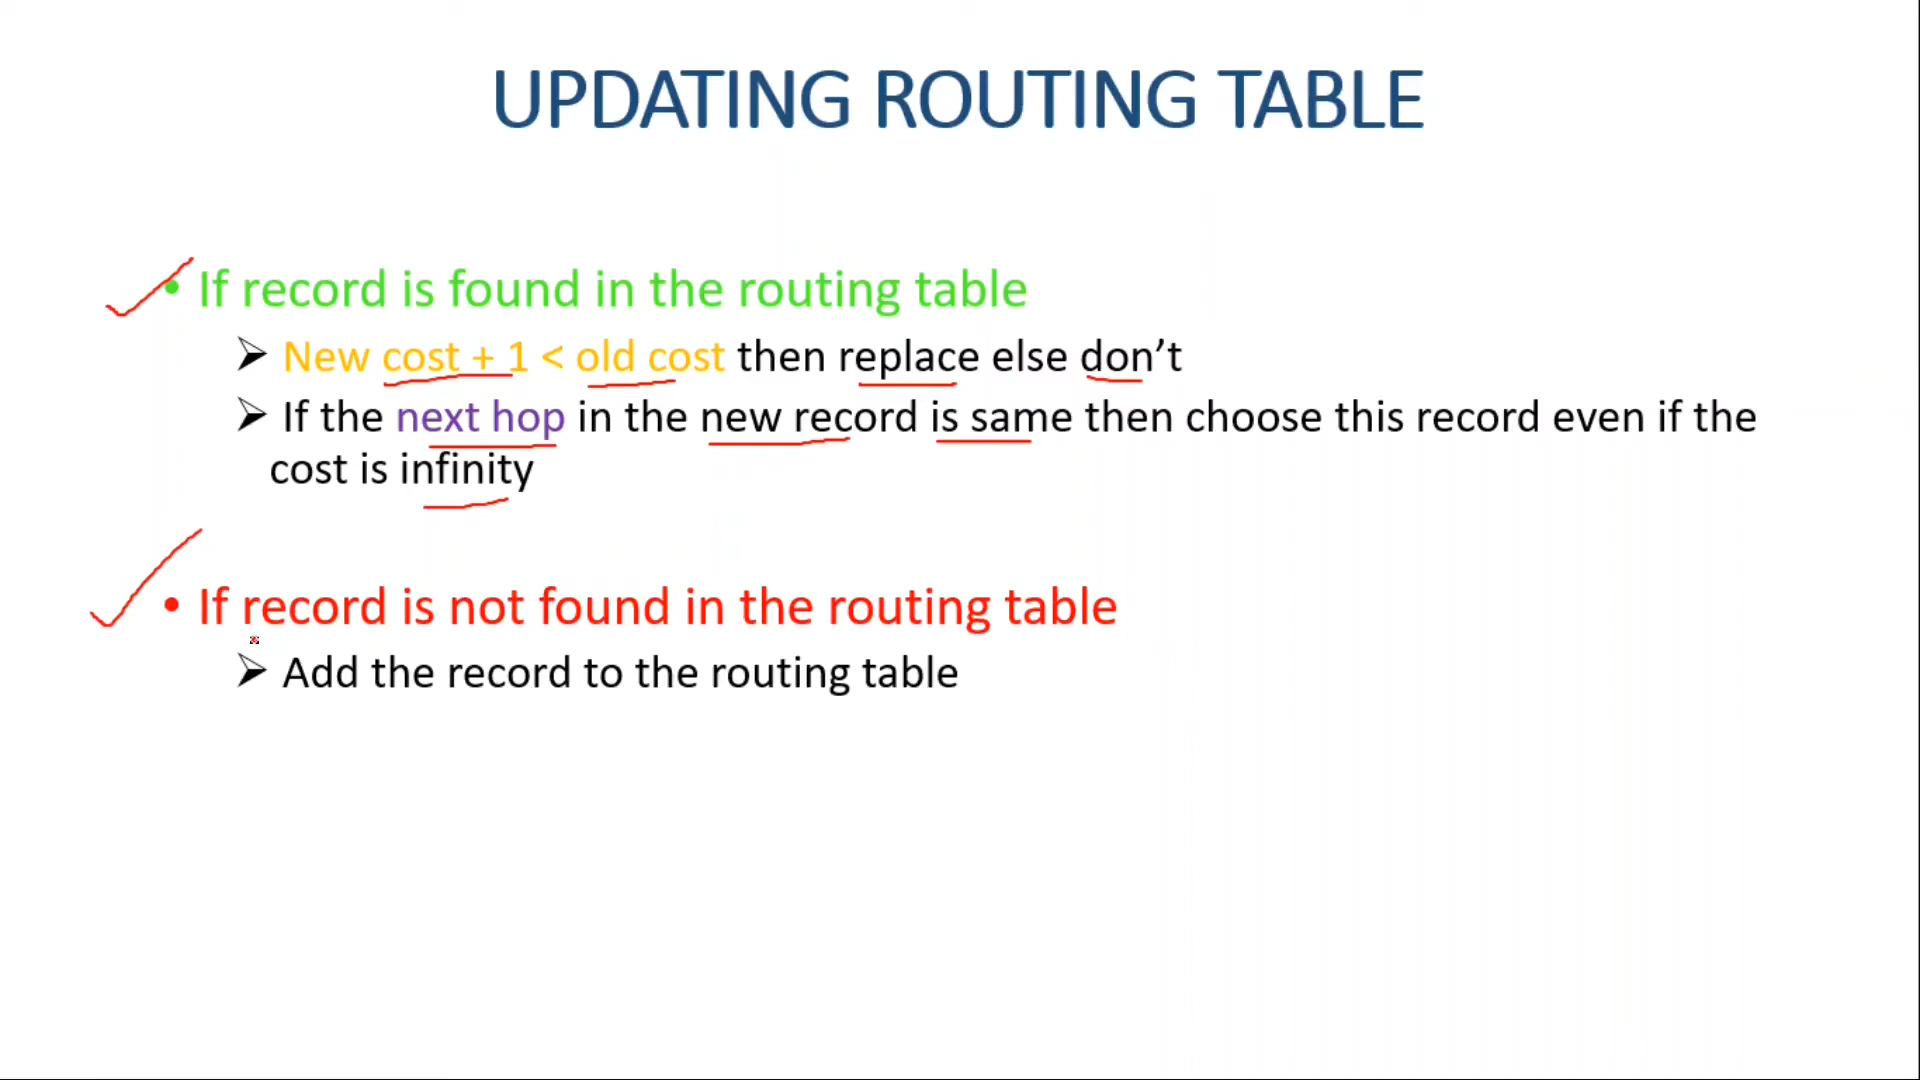 UPDATING ROUTING TABLE
• If record is found in the routing table
➢ New cost + 1 < old cost then replace else don’t
➢ If the next hop in the new record is same then choose this record even if the
cost is infinity
• If record is not found in the routing table
➢ Add the record to the routing table